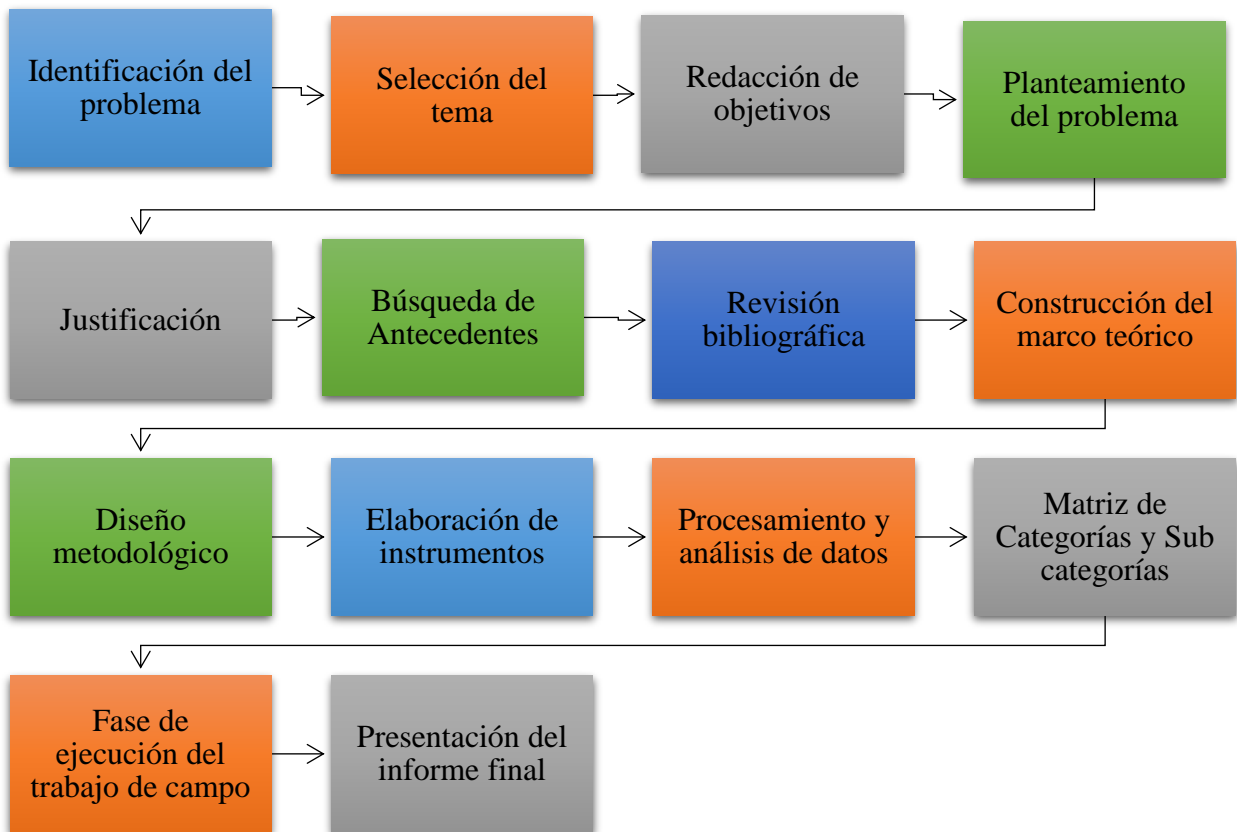 Identificación del
problema
Selección del
tema
Redacción de
objetivos
Planteamiento
del problema
Justificación
Búsqueda de
Antecedentes
Revisión
bibliográfica
Construcción del
marco teórico
Diseño
metodológico
Elaboración de
instrumentos
Procesamiento y
análisis de datos
Matriz de
Categorías y Sub
categorías
Fase de
ejecución del
trabajo de campo
Presentación del
informe final